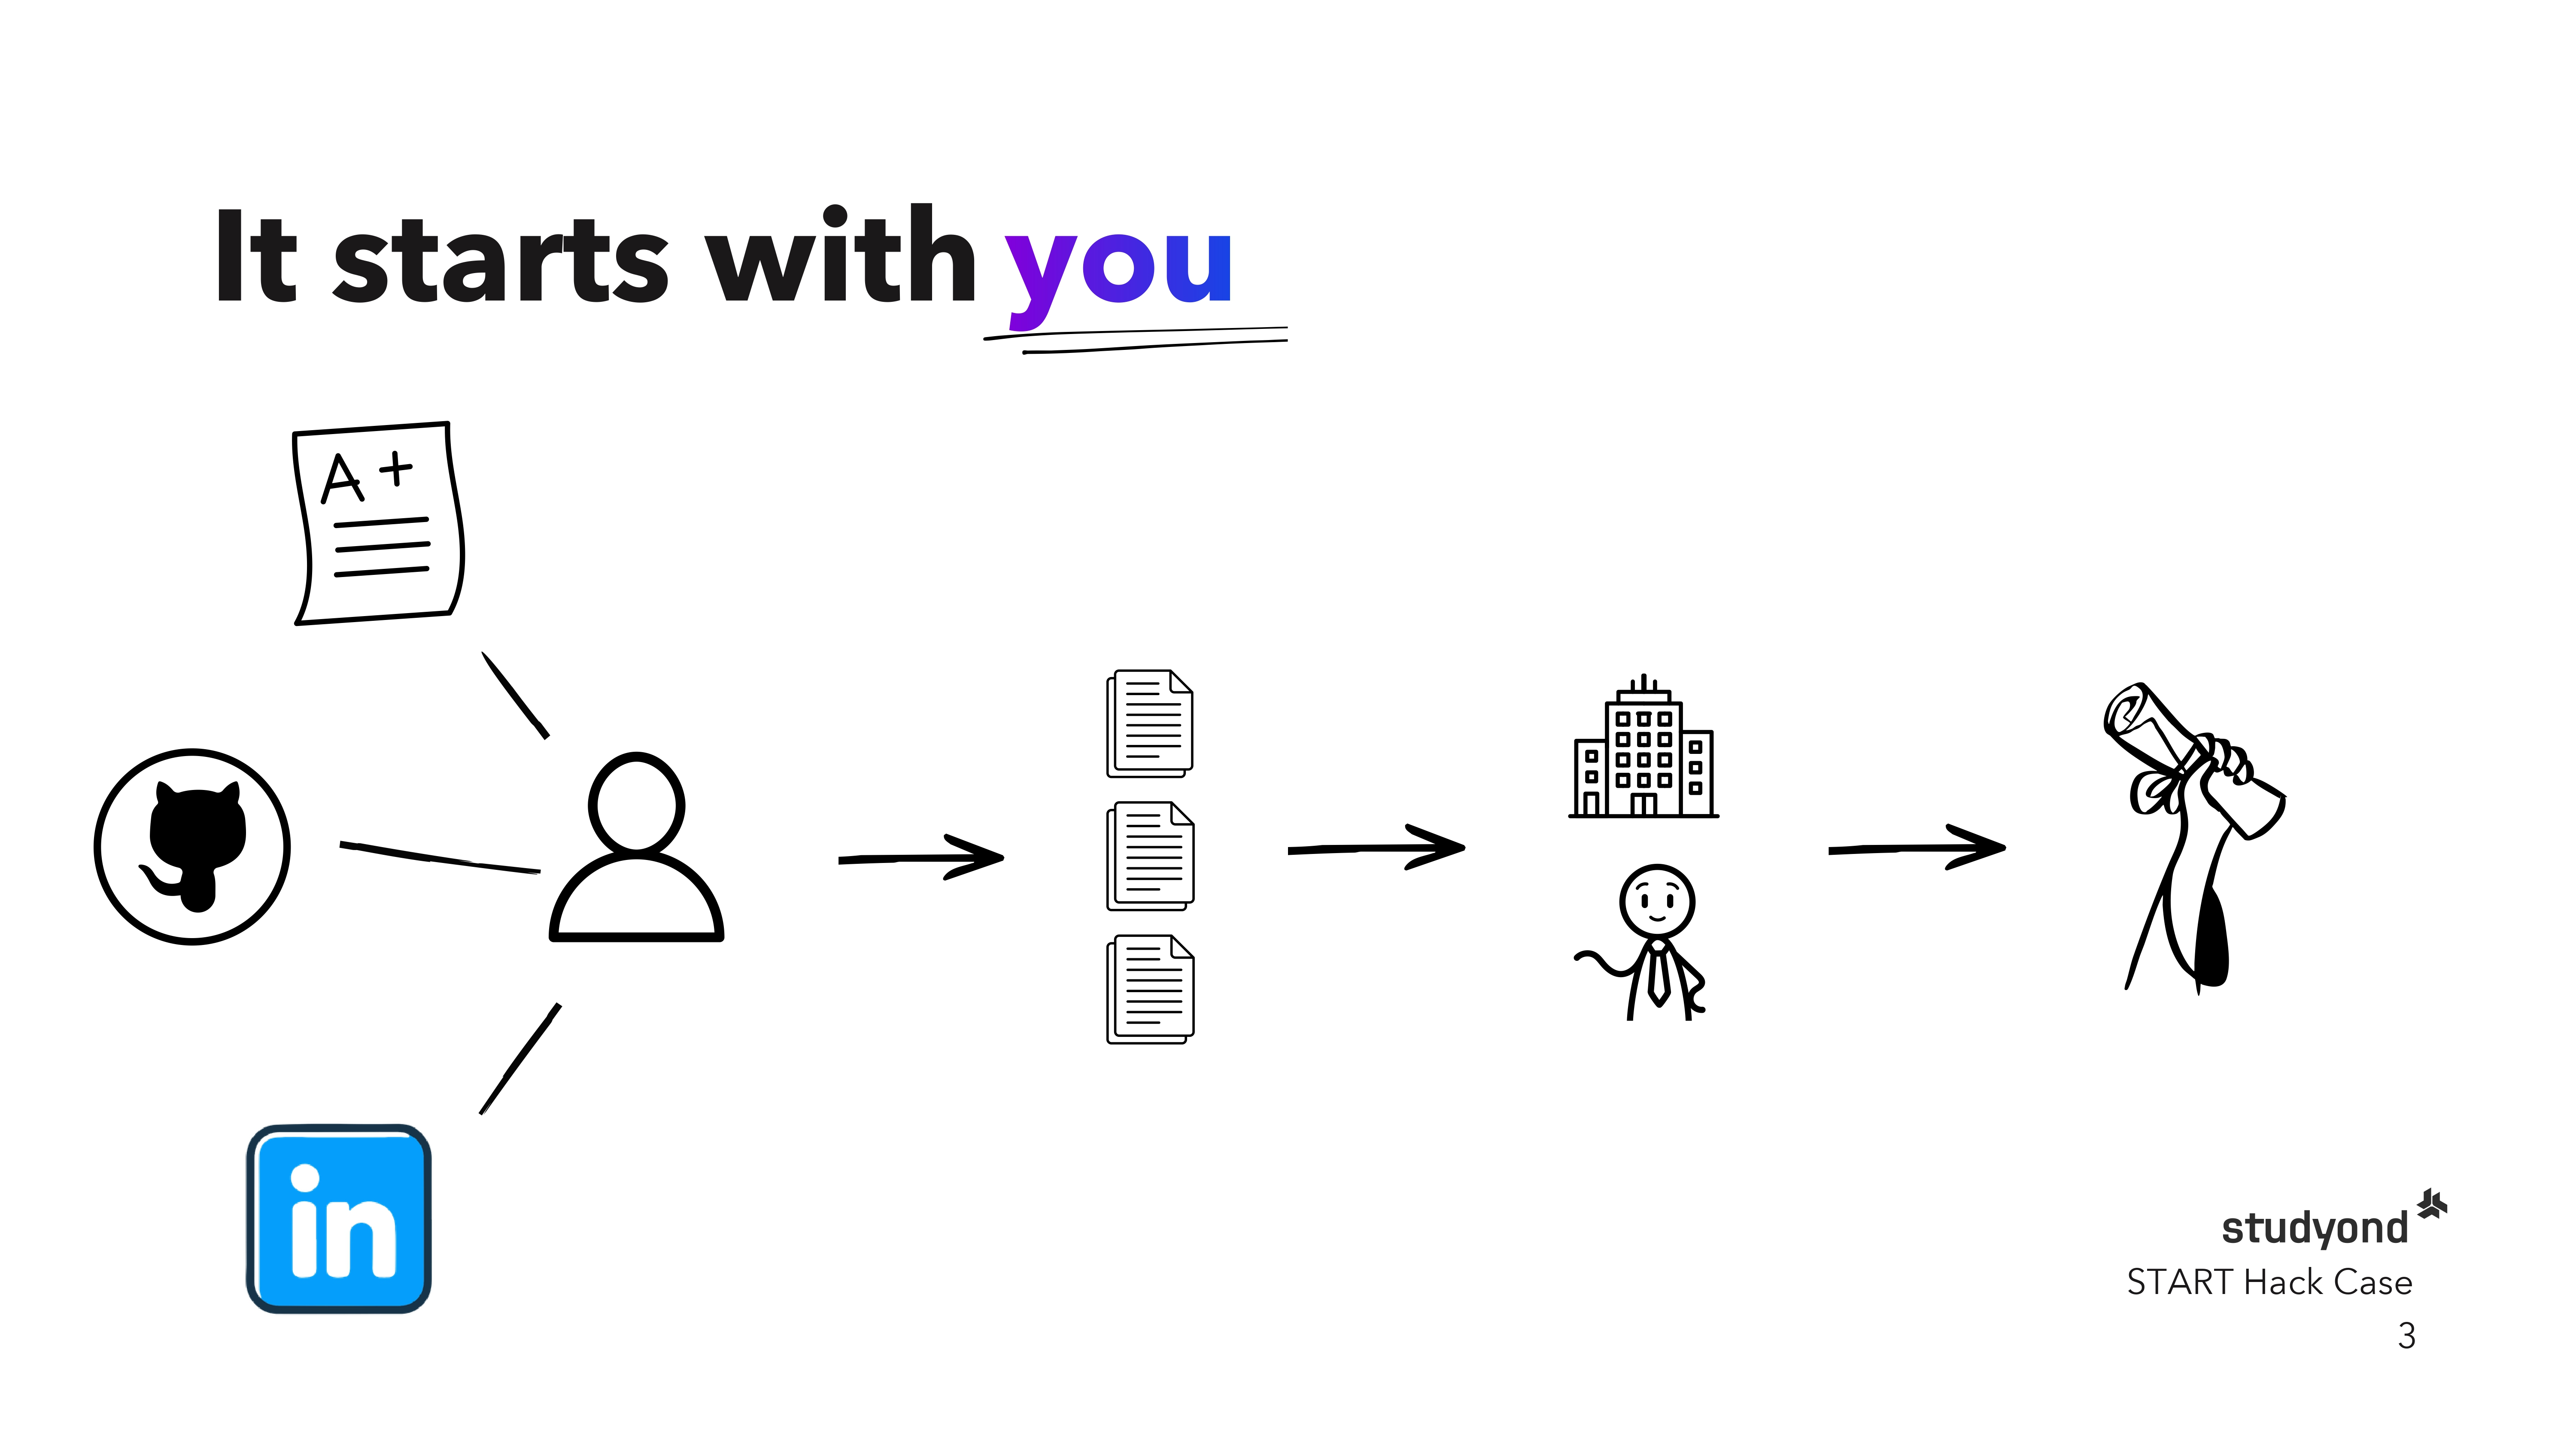 It starts with you
A+
in
studyond
START Hack Case
3